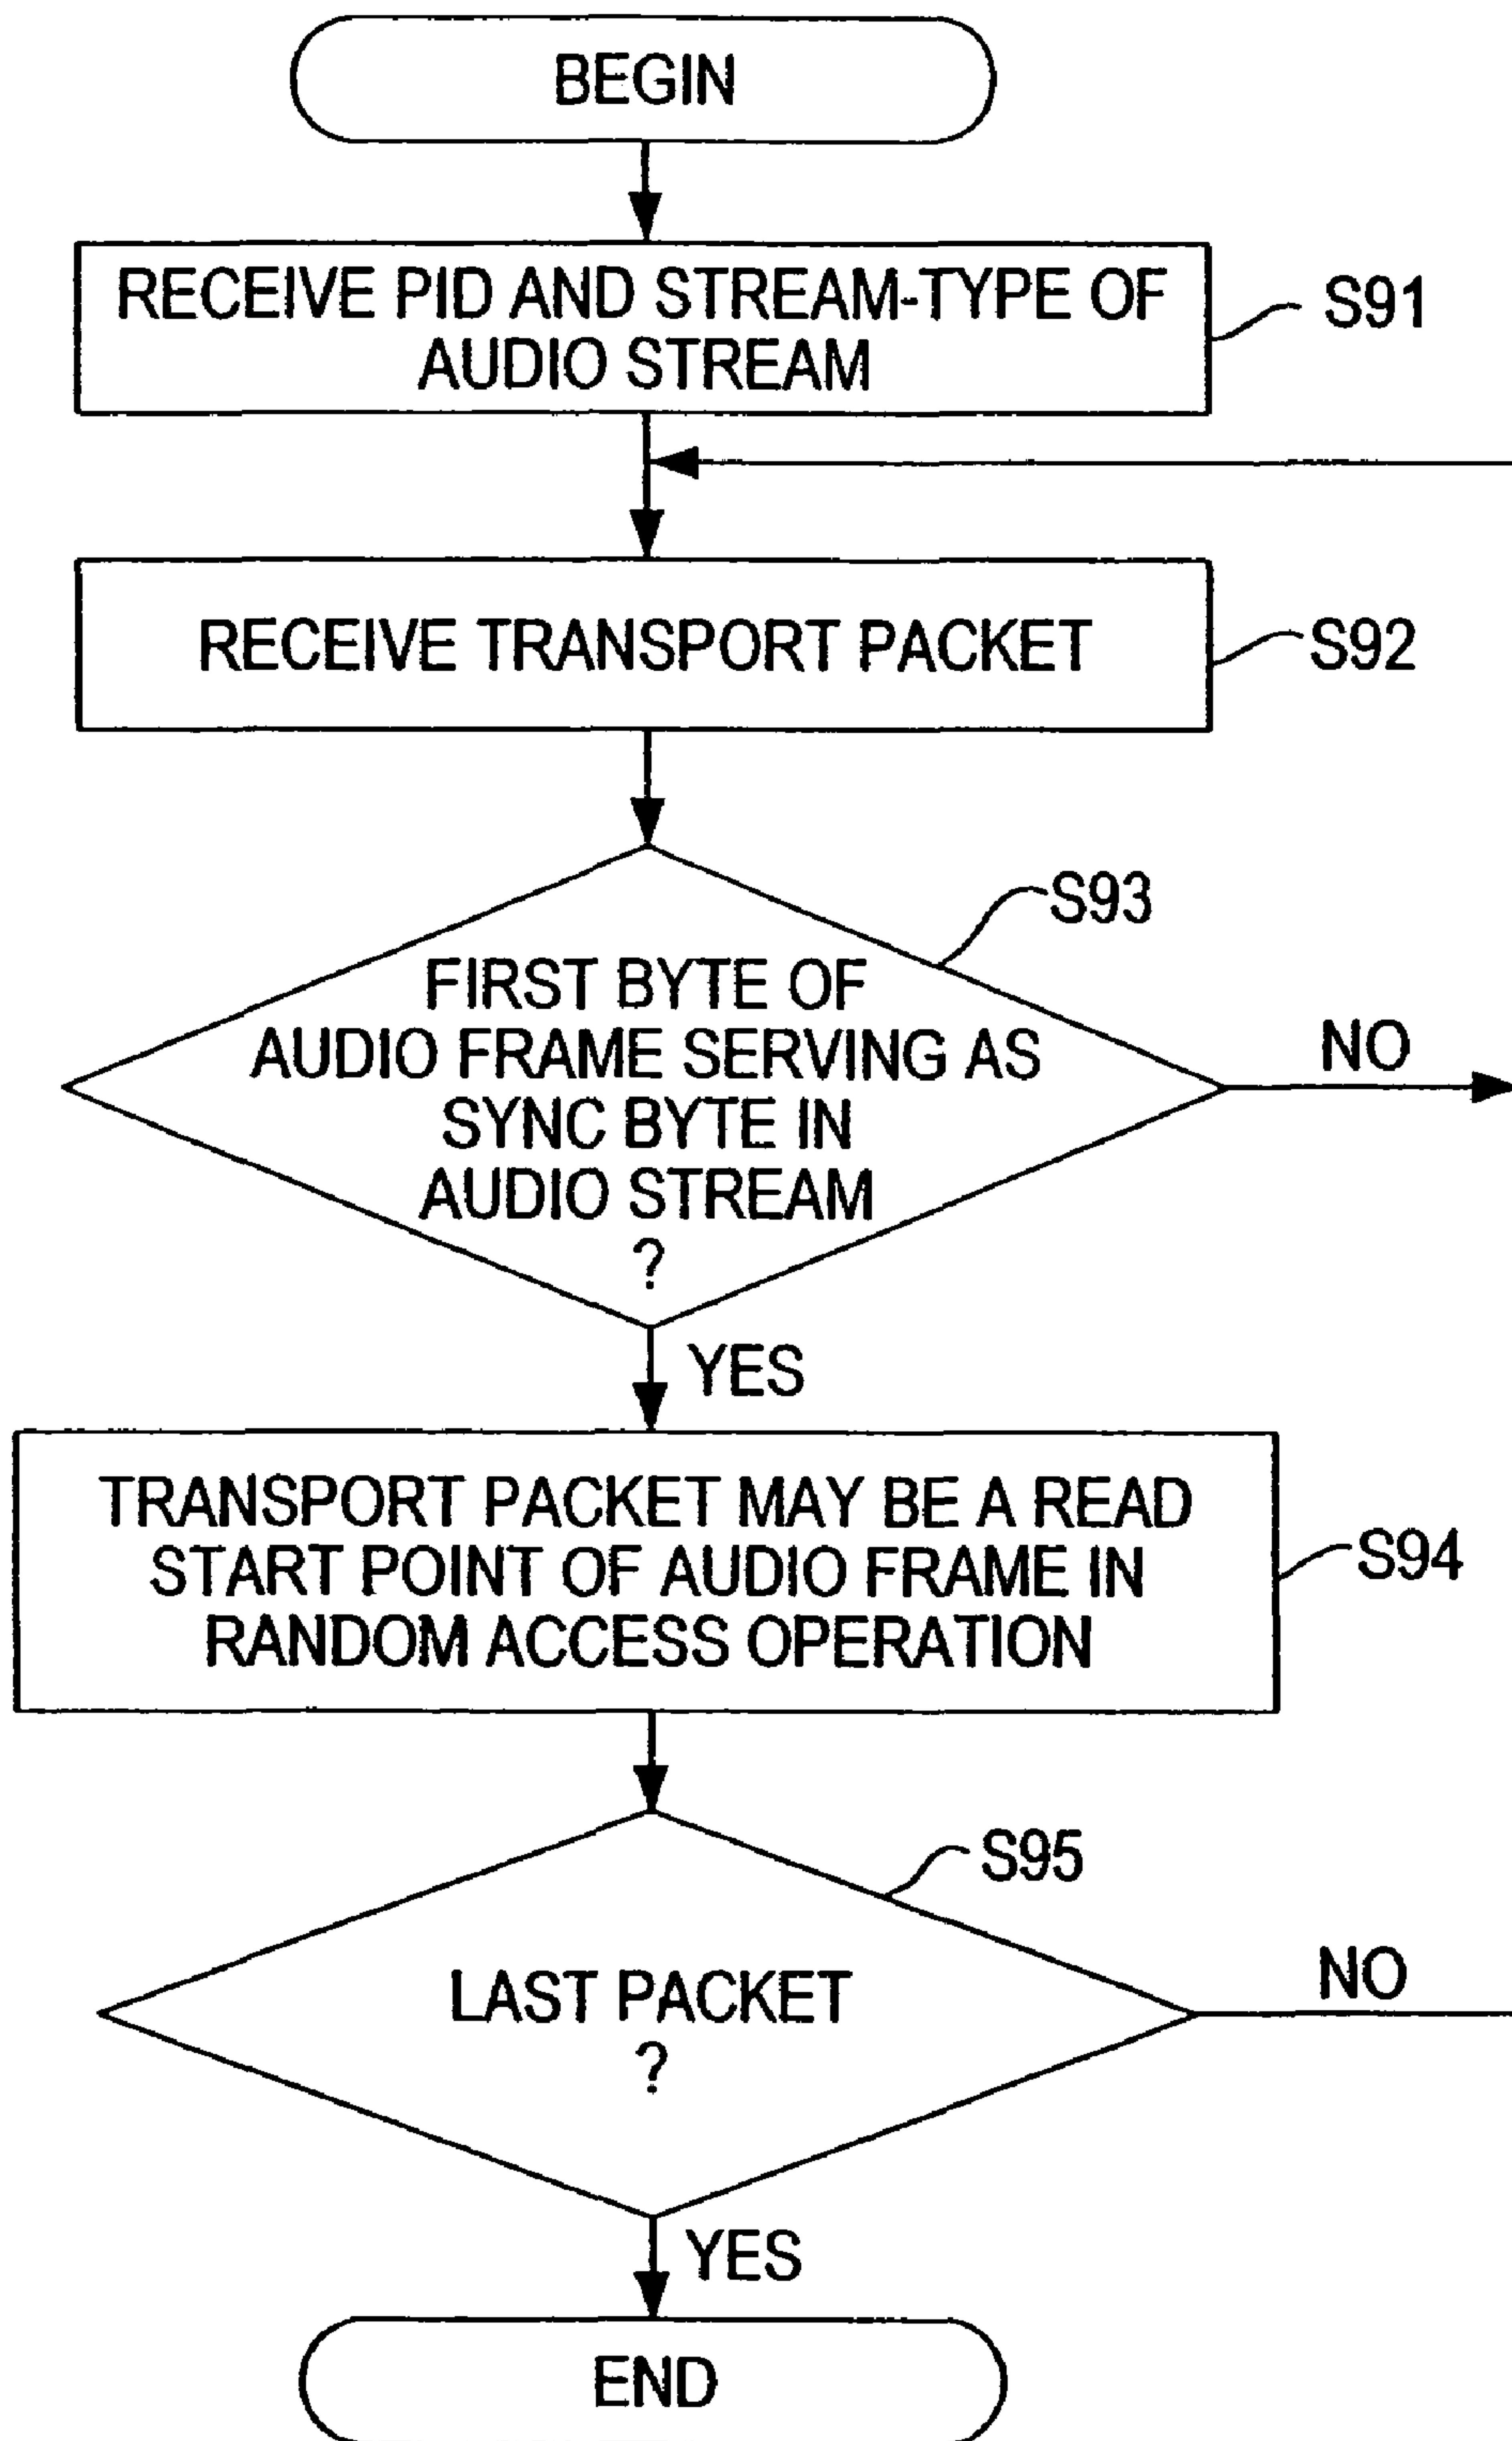 BEGIN
RECEIVE PID AND STREAM-TYPE OF
AUDIO STREAM
S91
RECEIVE TRANSPORT PACKET
S92
S93
FIRST BYTE OF
AUDIO FRAME SERVING AS
SYNC BYTE IN
AUDIO STREAM
?
NO
YES
TRANSPORT PACKET MAY BE A READ
START POINT OF AUDIO FRAME IN
RANDOM ACCESS OPERATION
S94
S95
LAST PACKET
?
NO
YES
END